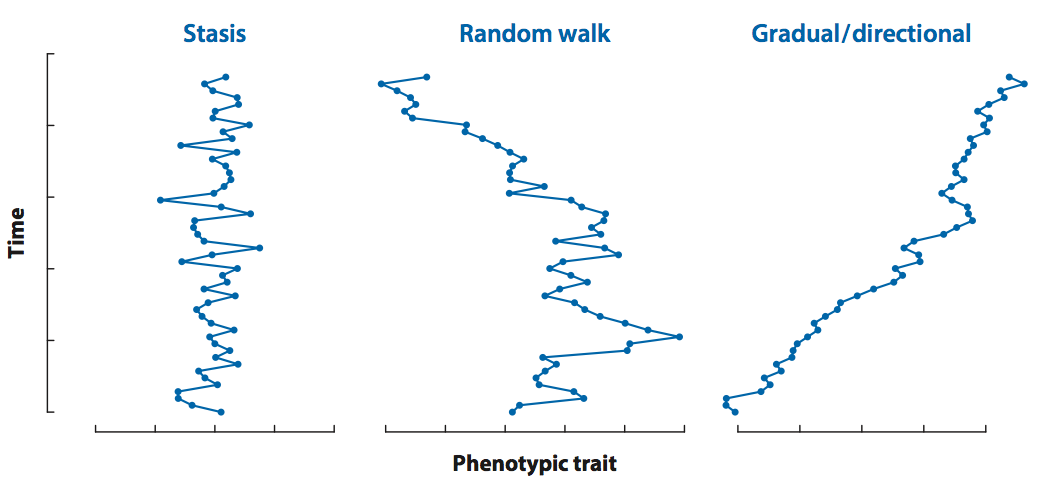 Stasis
Random walk
Gradual/directional
Time
Phenotypic trait